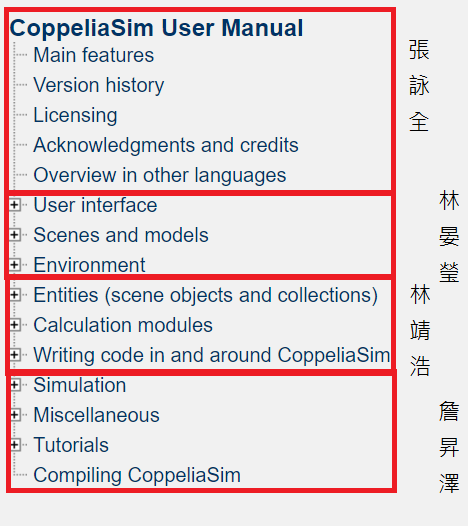 CoppeliaSim User Manual
Main features
Version history
Licensing
Acknowledgments and credits
Overview in other languages
張詠全
User interface
Scenes and models
Environment
林晏瑩
Entities (scene objects and collections)
Calculation modules
Writing code in and around CoppeliaSim
林靖浩
Simulation
Miscellaneous
Tutorials
Compiling CoppeliaSim
詹昇澤